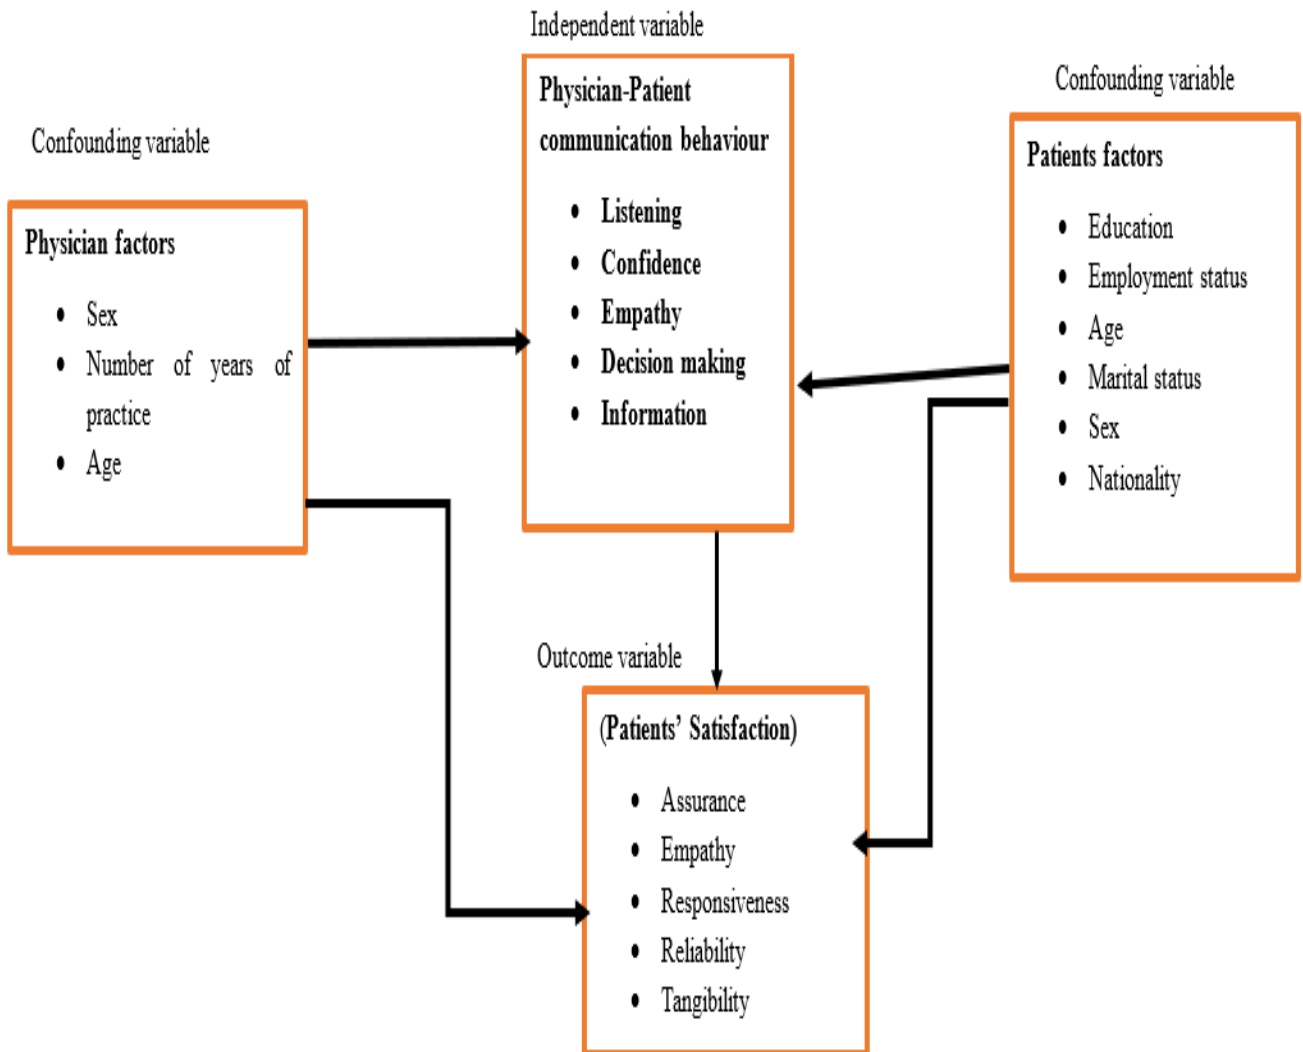 Independent variable
Physician-Patient
communication behaviour
• Listening
• Confidence
• Empathy
• Decision making
• Information
Confounding variable
Physician factors
• Sex
• Number of years of
practice
• Age
Confounding variable
Patients factors
• Education
• Employment status
• Age
• Marital status
• Sex
• Nationality
Outcome variable
(Patients’ Satisfaction)
• Assurance
• Empathy
• Responsiveness
• Reliability
• Tangibility